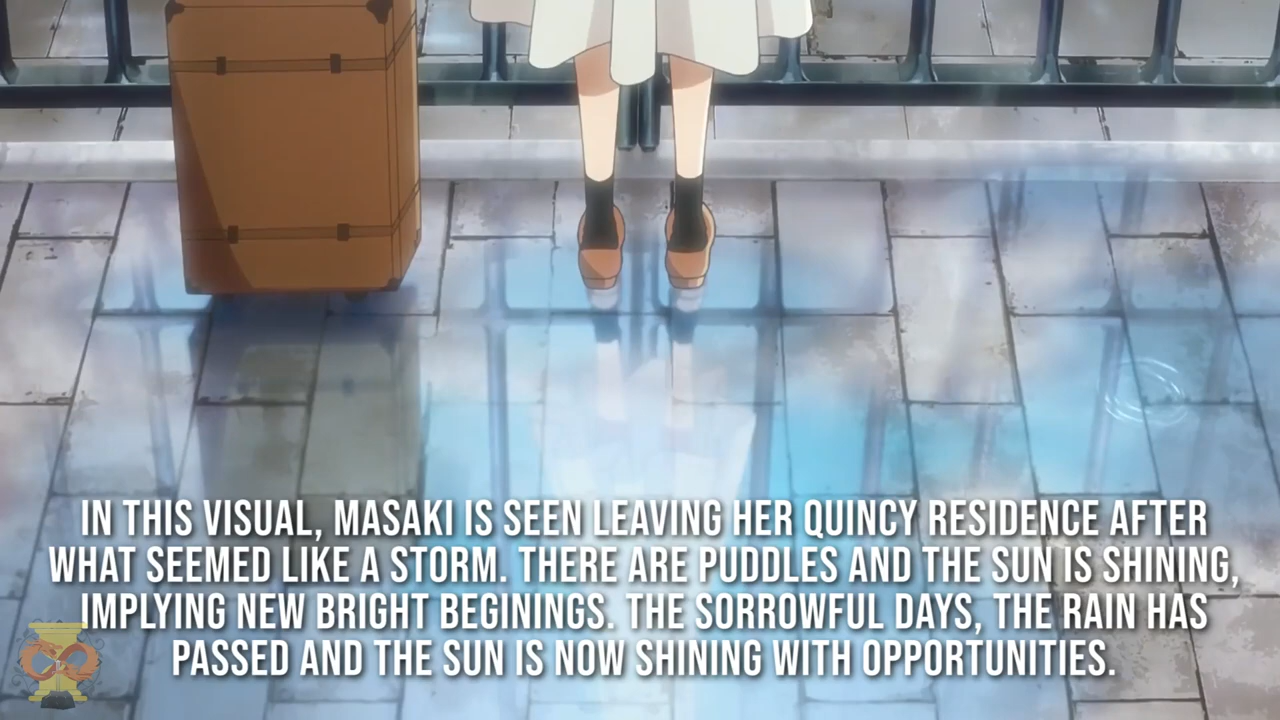 IN THIS VISUAL, MASAKI IS SEEN LEAVING HER QUINCY RESIDENCE AFTER
WHAT SEEMED LIKE A STORM. THERE ARE PUDDLES AND THE SUN IS SHINING,
IMPLYING NEW BRIGHT BEGININGS. THE SORROWFUL DAYS, THE RAIN HAS
PASSED AND THE SUN IS NOW SHINING WITH OPPORTUNITIES.